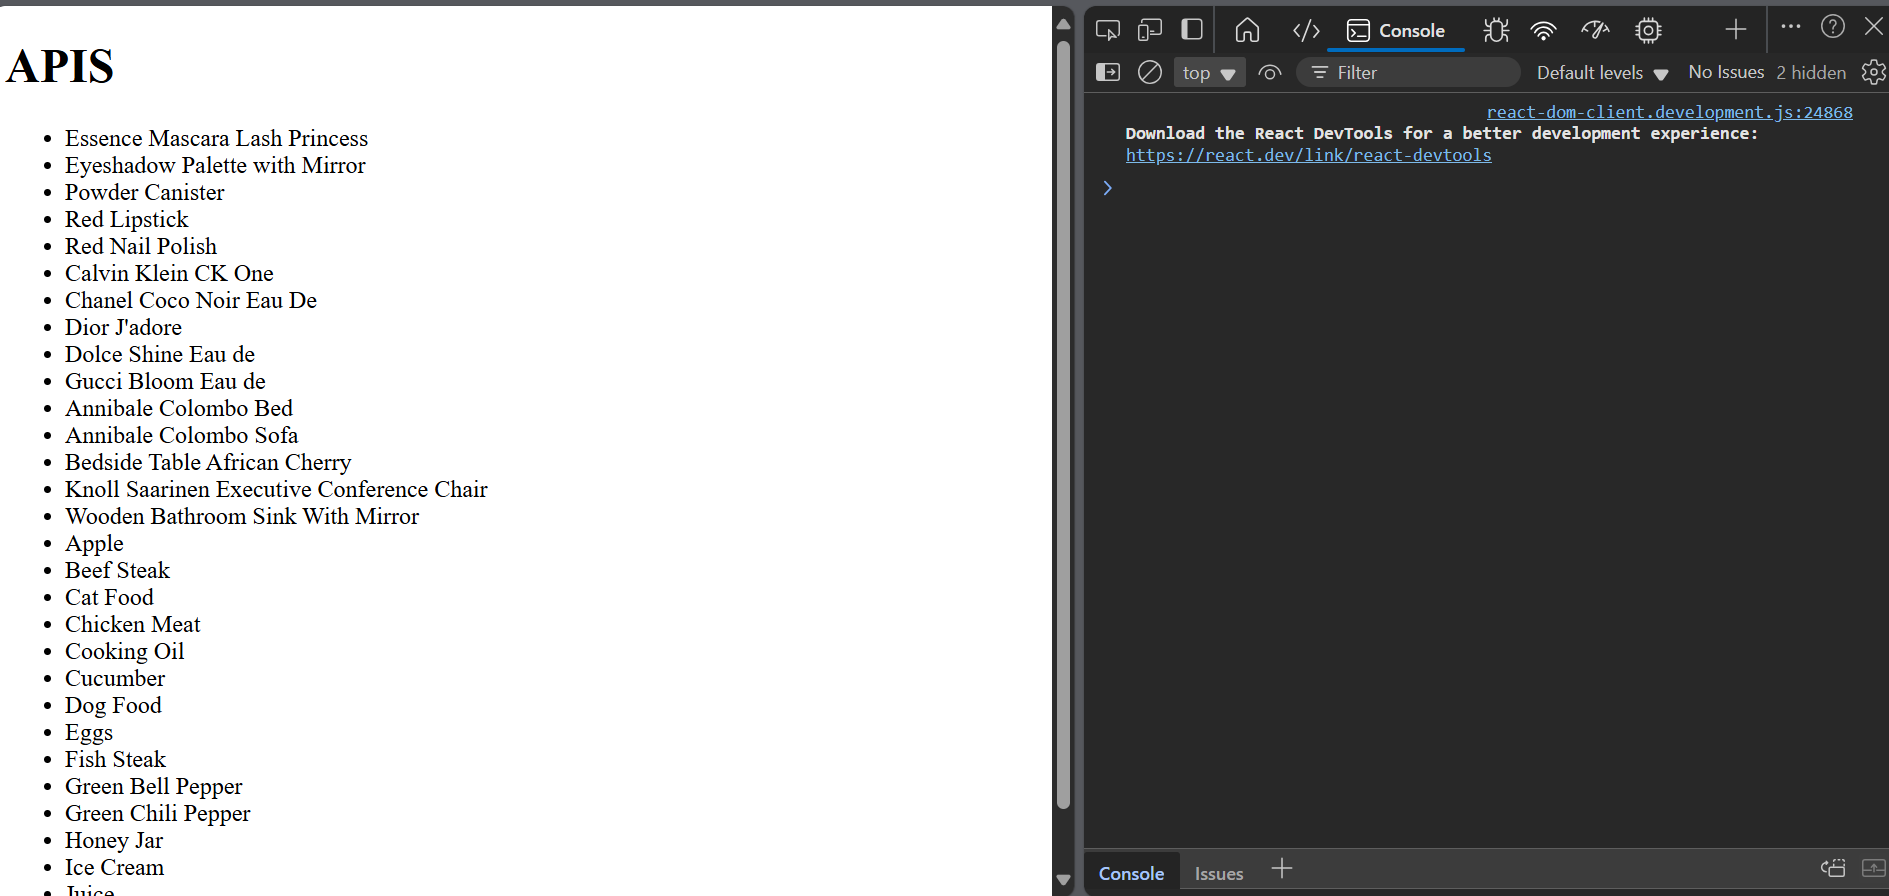 APIS
Essence Mascara Lash Princess
Eyeshadow Palette with Mirror
Powder Canister
Red Lipstick
Red Nail Polish
Calvin Klein CK One
Chanel Coco Noir Eau De
Dior J'adore
Dolce Shine Eau de
Gucci Bloom Eau de
Annibale Colombo Bed
Annibale Colombo Sofa
Bedside Table African Cherry
Knoll Saarinen Executive Conference Chair
Wooden Bathroom Sink With Mirror
Apple
Beef Steak
Cat Food
Chicken Meat
Cooking Oil
Cucumber
Dog Food
Eggs
Fish Steak
Green Bell Pepper
Green Chili Pepper
Honey Jar
Ice Cream
Juice
Console
top Filter Default levels No Issues 2 hidden
react-dom-client.development.js:24868
Download the React DevTools for a better development experience:
https://react.dev/link/react-devtools
Console Issues